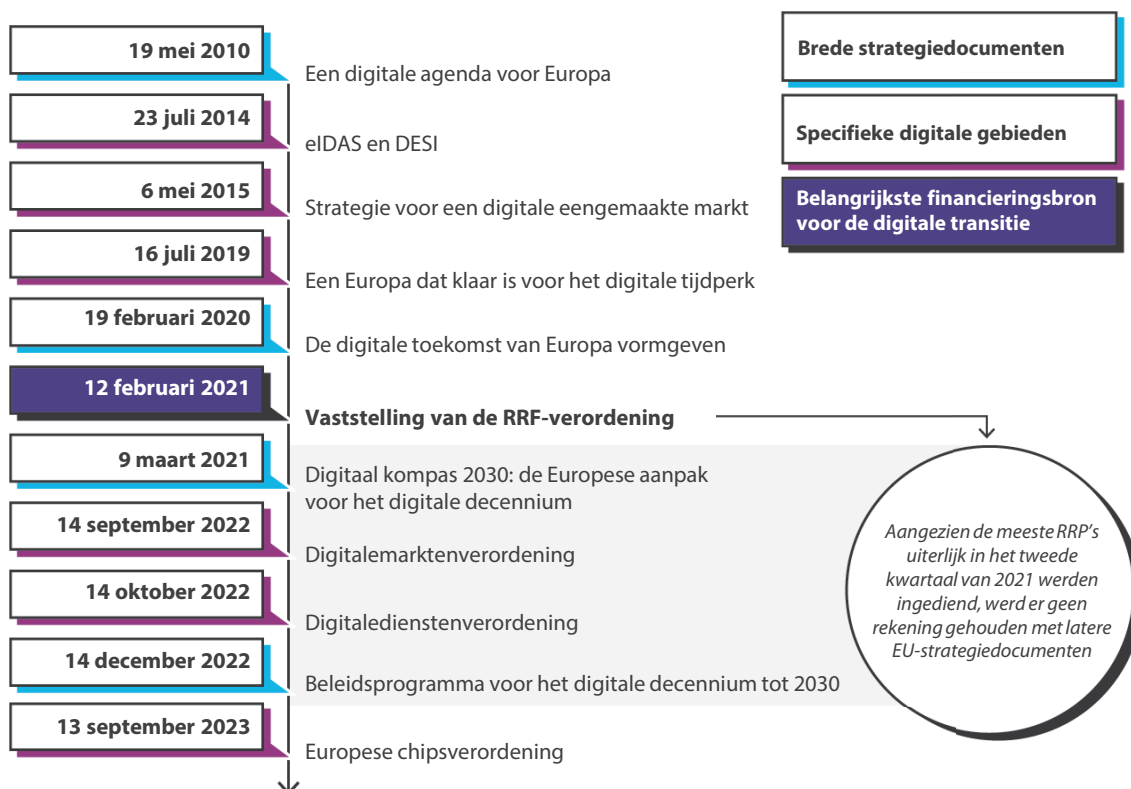 19 mei 2010
Een digitale agenda voor Europa
23 juli 2014
eIDAS en DESI
6 mei 2015
Strategie voor een digitale eengemaakte markt
16 juli 2019
Een Europa dat klaar is voor het digitale tijdperk
19 februari 2020
De digitale toekomst van Europa vormgeven
12 februari 2021
Vaststelling van de RRF-verordening
9 maart 2021
Digitaal kompas 2030: de Europese aanpak
voor het digitale decennium
14 september 2022
Digitalemarktenverordening
14 oktober 2022
Digitaledienstenverordening
14 december 2022
Beleidsprogramma voor het digitale decennium tot 2030
13 september 2023
Europese chipsverordening
Brede strategiedocumenten
Specifieke digitale gebieden
Belangrijkste financieringsbron
voor de digitale transitie
Aangezien de meeste RRP's
uiterlijk in het tweede
kwartaal van 2021 werden
ingediend, werd er geen
rekening gehouden met latere
EU-strategiedocumenten